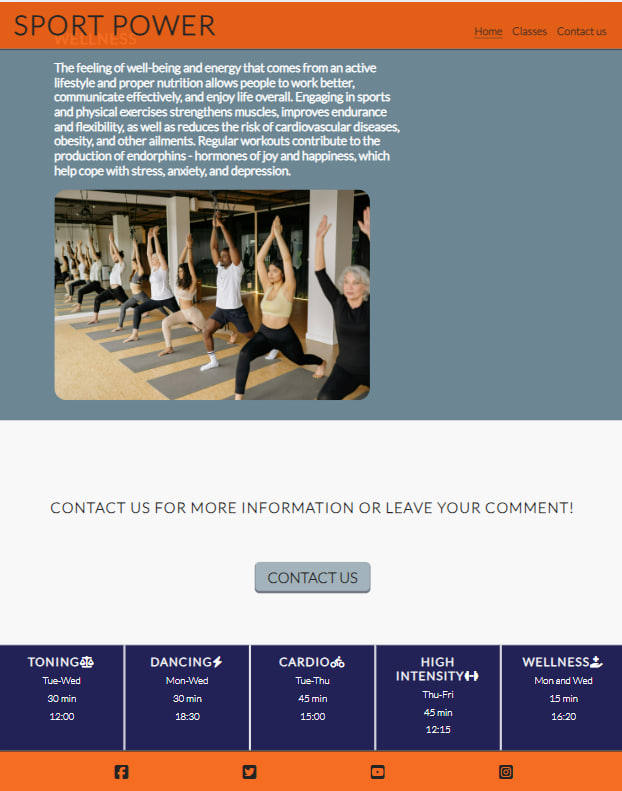 SPORT POWER
WELLNESS
Home Classes Contact us
The feeling of well-being and energy that comes from an active
lifestyle and proper nutrition allows people to work better,
communicate effectively, and enjoy life overall. Engaging in sports
and physical exercises strengthens muscles, improves endurance
and flexibility, as well as reduces the risk of cardiovascular diseases,
obesity, and other ailments. Regular workouts contribute to the
production of endorphins - hormones of joy and happiness, which
help cope with stress, anxiety, and depression.
CONTACT US FOR MORE INFORMATION OR LEAVE YOUR COMMENT!
CONTACT US
TONING
Tue-Wed
30 min
12:00
DANCING
Mon-Wed
30 min
18:30
CARDIO
Tue-Thu
45 min
15:00
HIGH
INTENSITY
Thu-Fri
45 min
12:15
WELLNESS
Mon and Wed
15 min
16:20